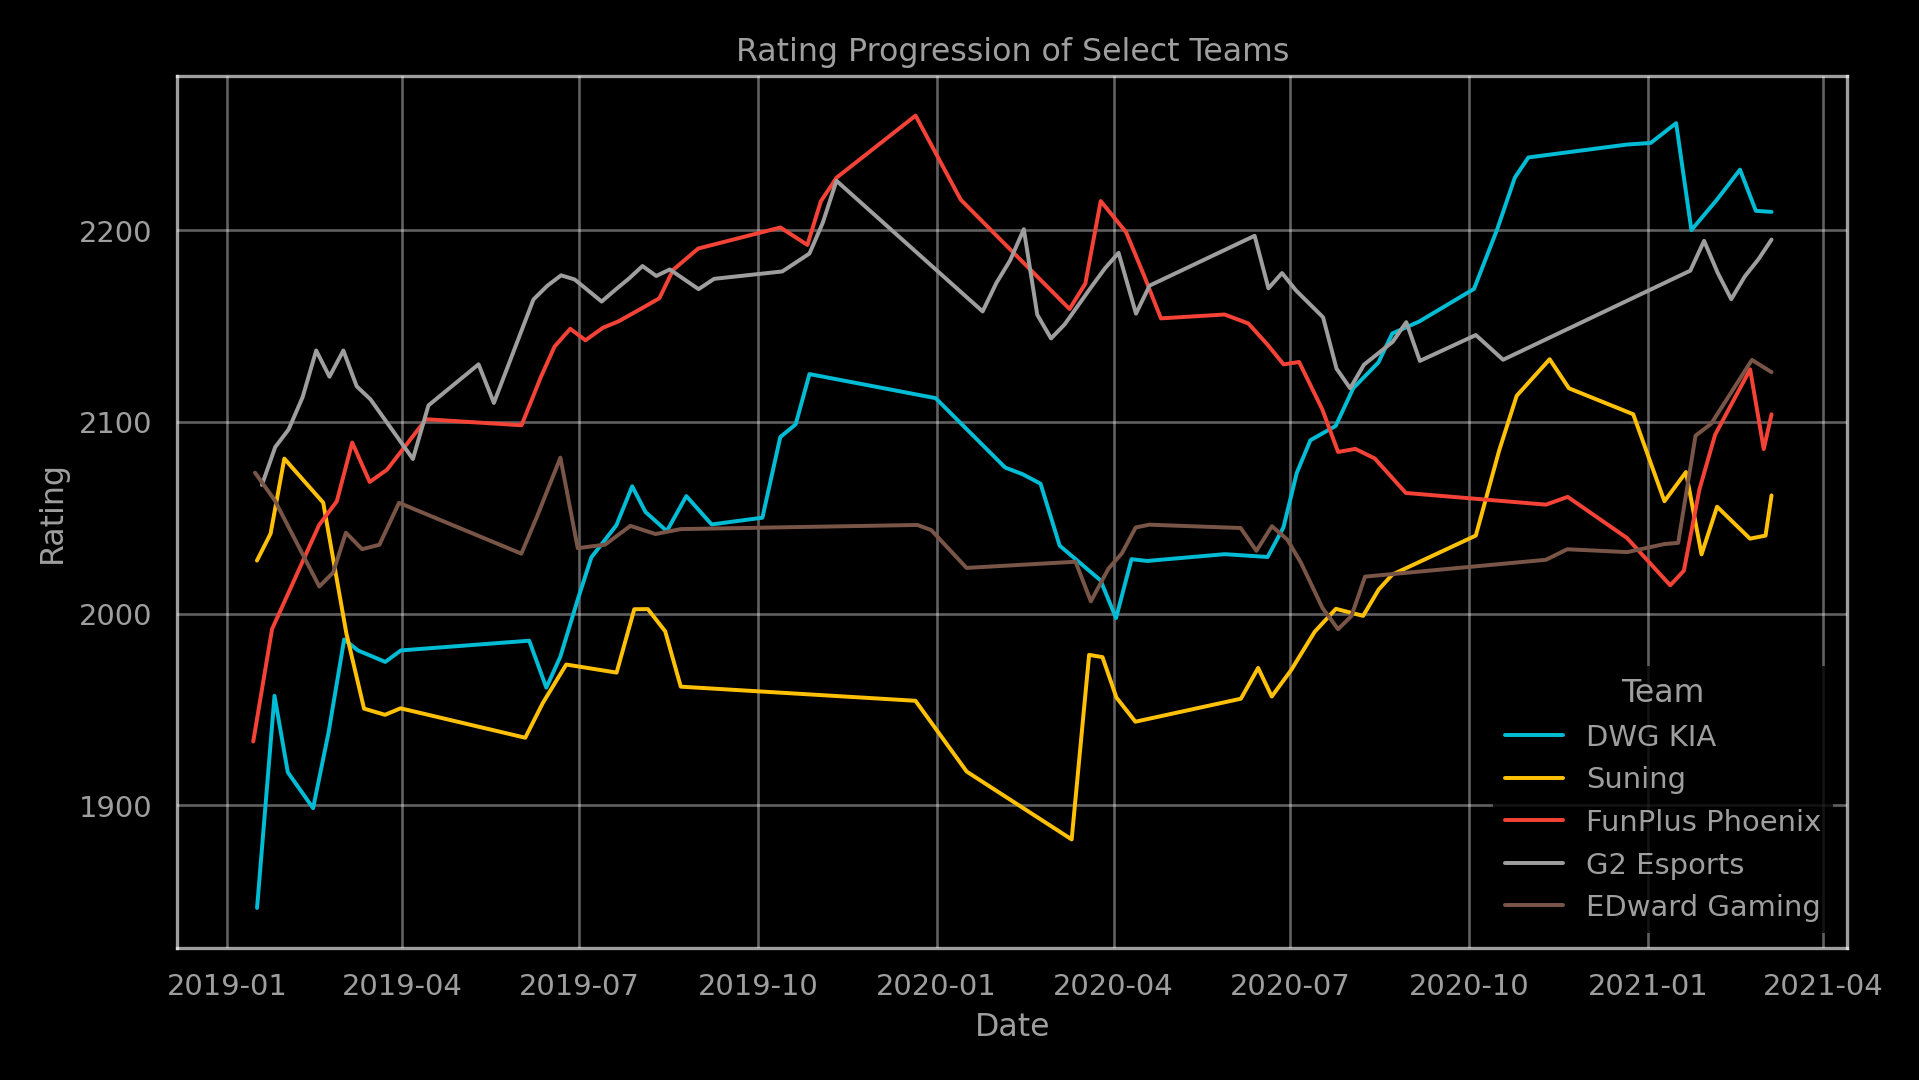 Rating Progression of Select Teams
Rating
2200
2100
2000
1900
Team
DWG KIA
Suning
FunPlus Phoenix
G2 Esports
EDward Gaming
2019-01 2019-04 2019-07 2019-10 2020-01 2020-04 2020-07 2020-10 2021-01 2021-04
Date